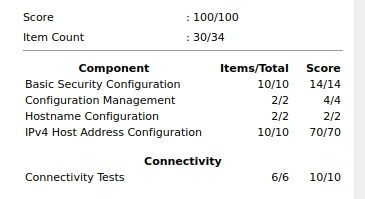 Score : 100/100
Item Count : 30/34
Component Items/Total Score
Basic Security Configuration 10/10 14/14
Configuration Management 2/2 4/4
Hostname Configuration 2/2 2/2
IPv4 Host Address Configuration 10/10 70/70
Connectivity
Connectivity Tests 6/6 10/10